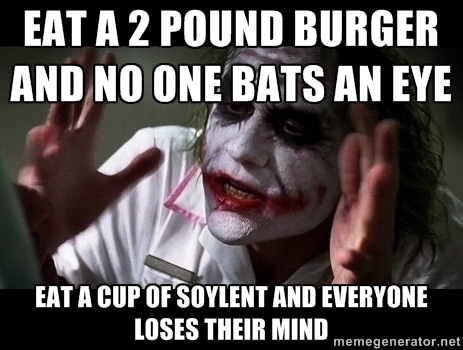 EAT A 2 POUND BURGER
AND NO ONE BATS AN EYE
EAT A CUP OF SOYLENT AND EVERYONE
LOSES THEIR MIND
memegenerator.net